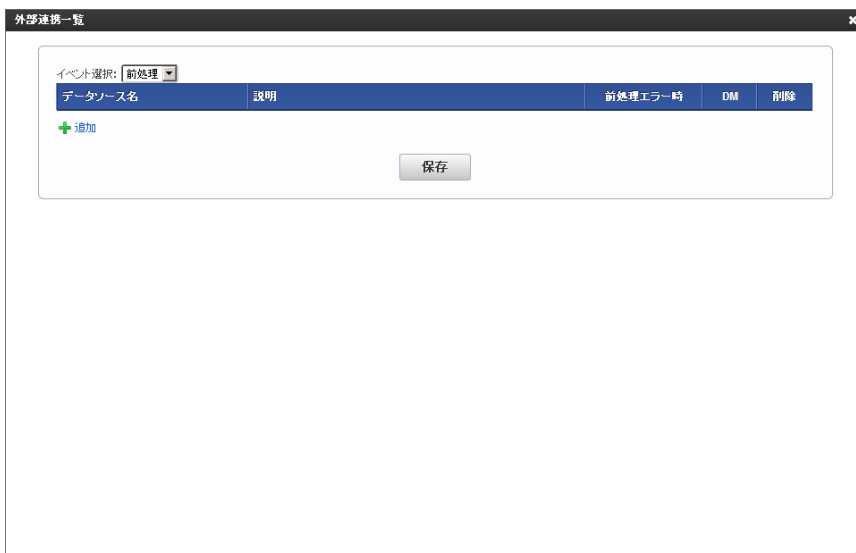 外部連携一覧
イベント選択: 前処理
データソース名 説明 前処理エラー時 DM 削除
追加
保存